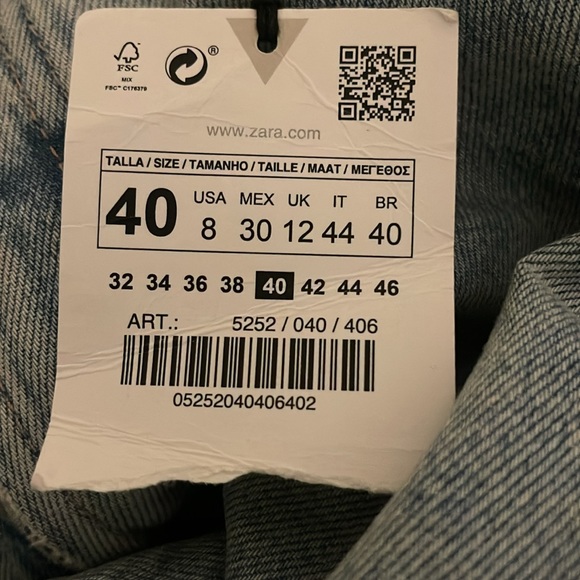 FSC
MIX
FSC™ C176379
®
www.zara.com
TALLA / SIZE / TAMANHO / TAILLE / MAAT / ΜΕΓΕΘΟΣ
40 USA MEX UK IT BR
8 30 12 44 40
32 34 36 38 40 42 44 46
ART.: 5252 / 040 / 406
05252040406402